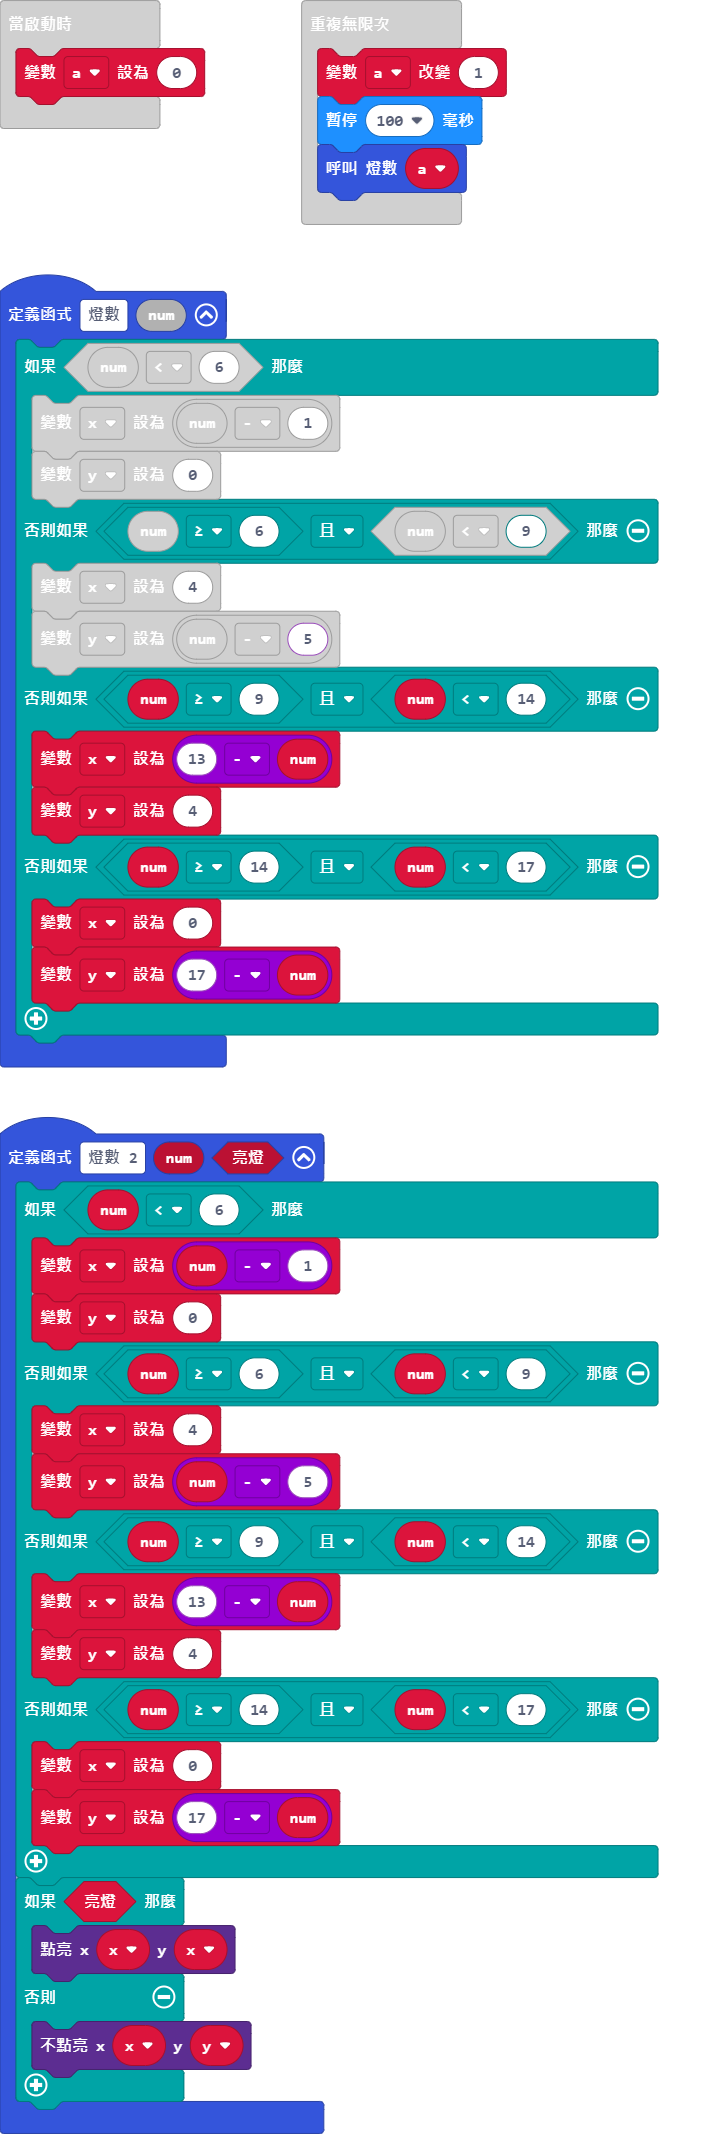 當啟動時
變數 a 設為 0
重複無限次
變數 a 改變 1
暫停 100 毫秒
呼叫 燈數 a
定義函式 燈數 num
如果 num < 6 那麼
變數 x 設為 num - 1
變數 y 設為 0
否則如果 num ≥ 6 且 num < 9 那麼
變數 x 設為 4
變數 y 設為 num - 5
否則如果 num ≥ 9 且 num < 14 那麼
變數 x 設為 13 - num
變數 y 設為 4
否則如果 num ≥ 14 且 num < 17 那麼
變數 x 設為 0
變數 y 設為 17 - num
定義函式 燈數 2 num 亮燈
如果 num < 6 那麼
變數 x 設為 num - 1
變數 y 設為 0
否則如果 num ≥ 6 且 num < 9 那麼
變數 x 設為 4
變數 y 設為 num - 5
否則如果 num ≥ 9 且 num < 14 那麼
變數 x 設為 13 - num
變數 y 設為 4
否則如果 num ≥ 14 且 num < 17 那麼
變數 x 設為 0
變數 y 設為 17 - num
如果 亮燈 那麼
點亮 x x y x
否則
不點亮 x x y y